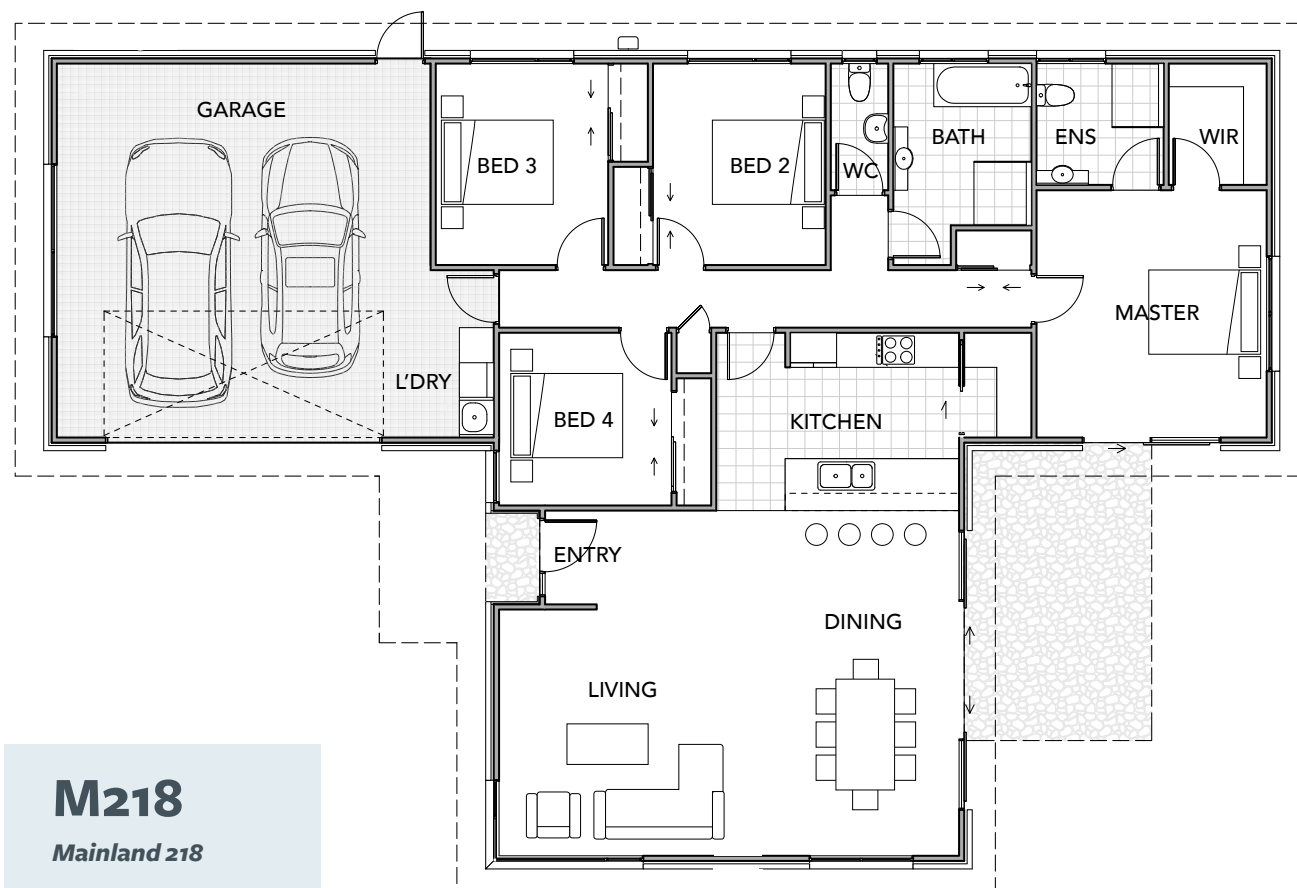 GARAGE
BED 3
BED 2
WC
BATH
ENS
WIR
MASTER
L'DRY
BED 4
KITCHEN
ENTRY
DINING
LIVING
M218
Mainland 218